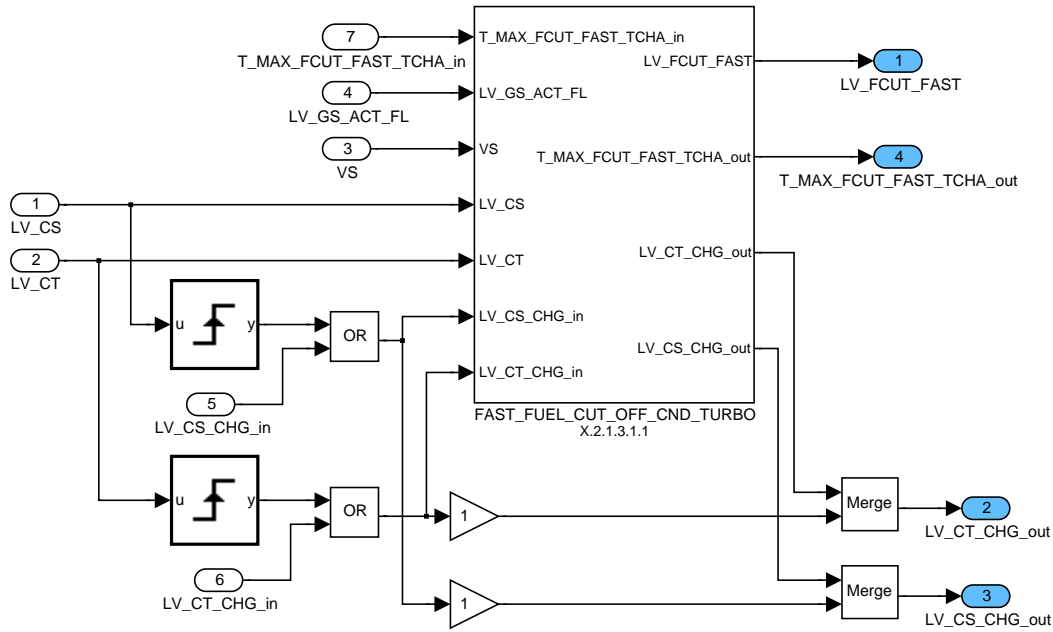 7
T_MAX_FCUT_FAST_TCHA_in
4
LV_GS_ACT_FL
3
VS
1
LV_CS
2
LV_CT
T_MAX_FCUT_FAST_TCHA_in
LV_GS_ACT_FL
VS
LV_CS
LV_CT
LV_CS_CHG_in
LV_CT_CHG_in
LV_FCUT_FAST
T_MAX_FCUT_FAST_TCHA_out
LV_CT_CHG_out
LV_CS_CHG_out
FAST_FUEL_CUT_OFF_CND_TURBO
X.2.1.3.1.1
1
LV_FCUT_FAST
4
T_MAX_FCUT_FAST_TCHA_out
u y
OR
5
LV_CS_CHG_in
u y
OR
6
LV_CT_CHG_in
1
1
Merge
2
LV_CT_CHG_out
Merge
3
LV_CS_CHG_out